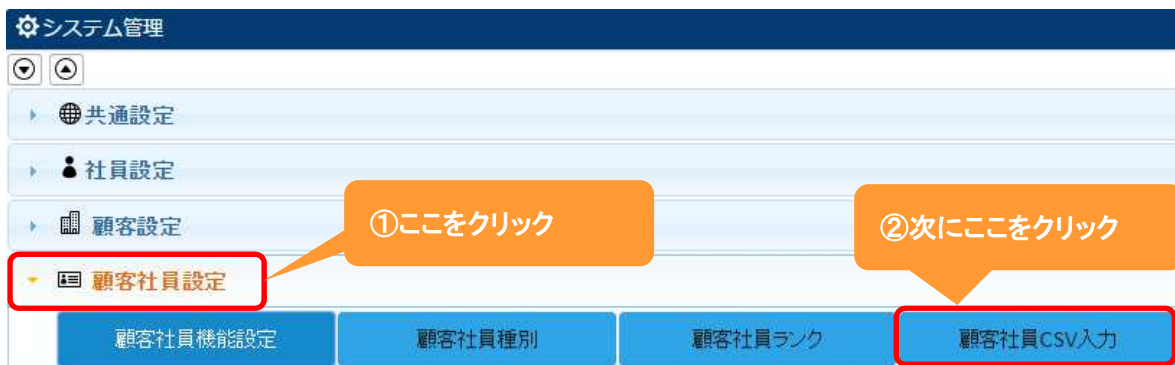 システム管理
共通設定
社員設定
顧客設定
①ここをクリック
②次にここをクリック
顧客社員設定
顧客社員機能設定
顧客社員種別
顧客社員ランク
顧客社員CSV入力